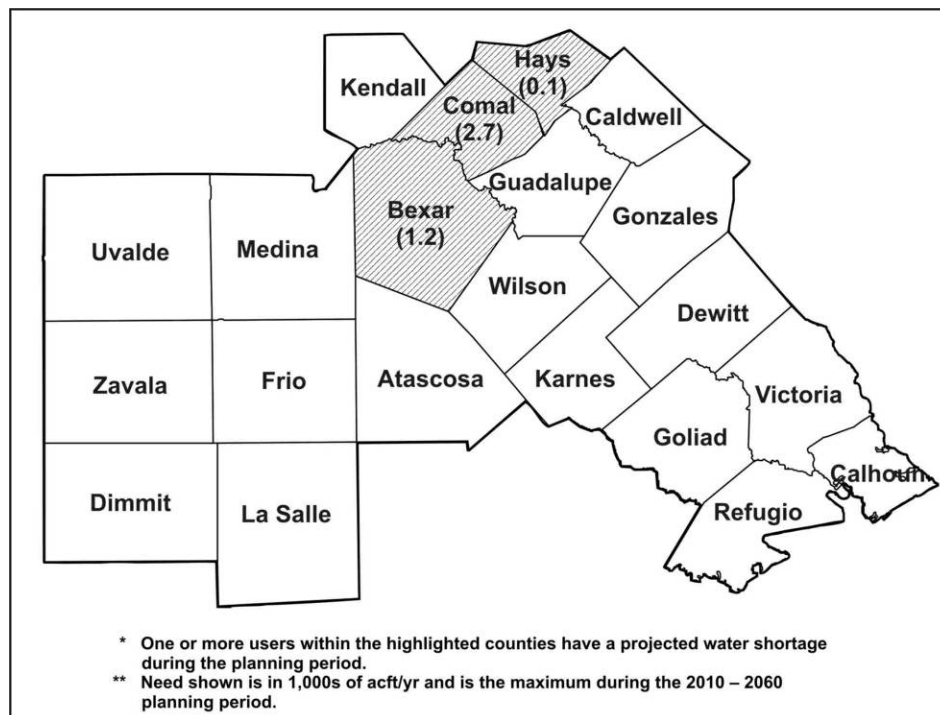 Hays
(0.1)
Kendall
Comal
(2.7)
Caldwell
Guadalupe
Bexar
(1.2)
Gonzales
Uvalde
Medina
Wilson
Dewitt
Zavala
Frio
Atascosa
Karnes
Victoria
Goliad
Calhoun
Dimmit
La Salle
Refugio
* One or more users within the highlighted counties have a projected water shortage
during the planning period.
** Need shown is in 1,000s of acft/yr and is the maximum during the 2010 – 2060
planning period.